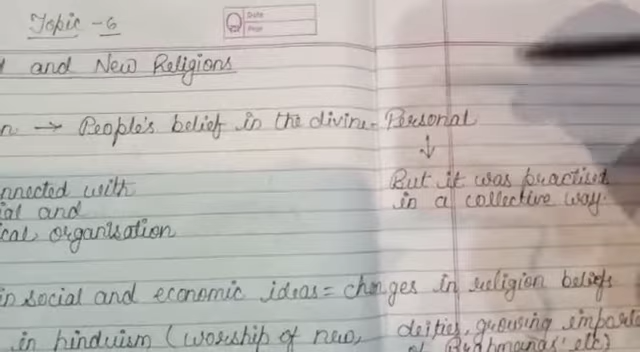 Topic - 6
Date
and New Religions
n → People's belief in the divine - Personal
↓
But it was practised
nnected with
in a collective way.
ial and
ical organisation
in social and economic ideas = changes in religion beliefs
in hinduism (worship of new, deities, growing importa
of Brahmanas' etc)